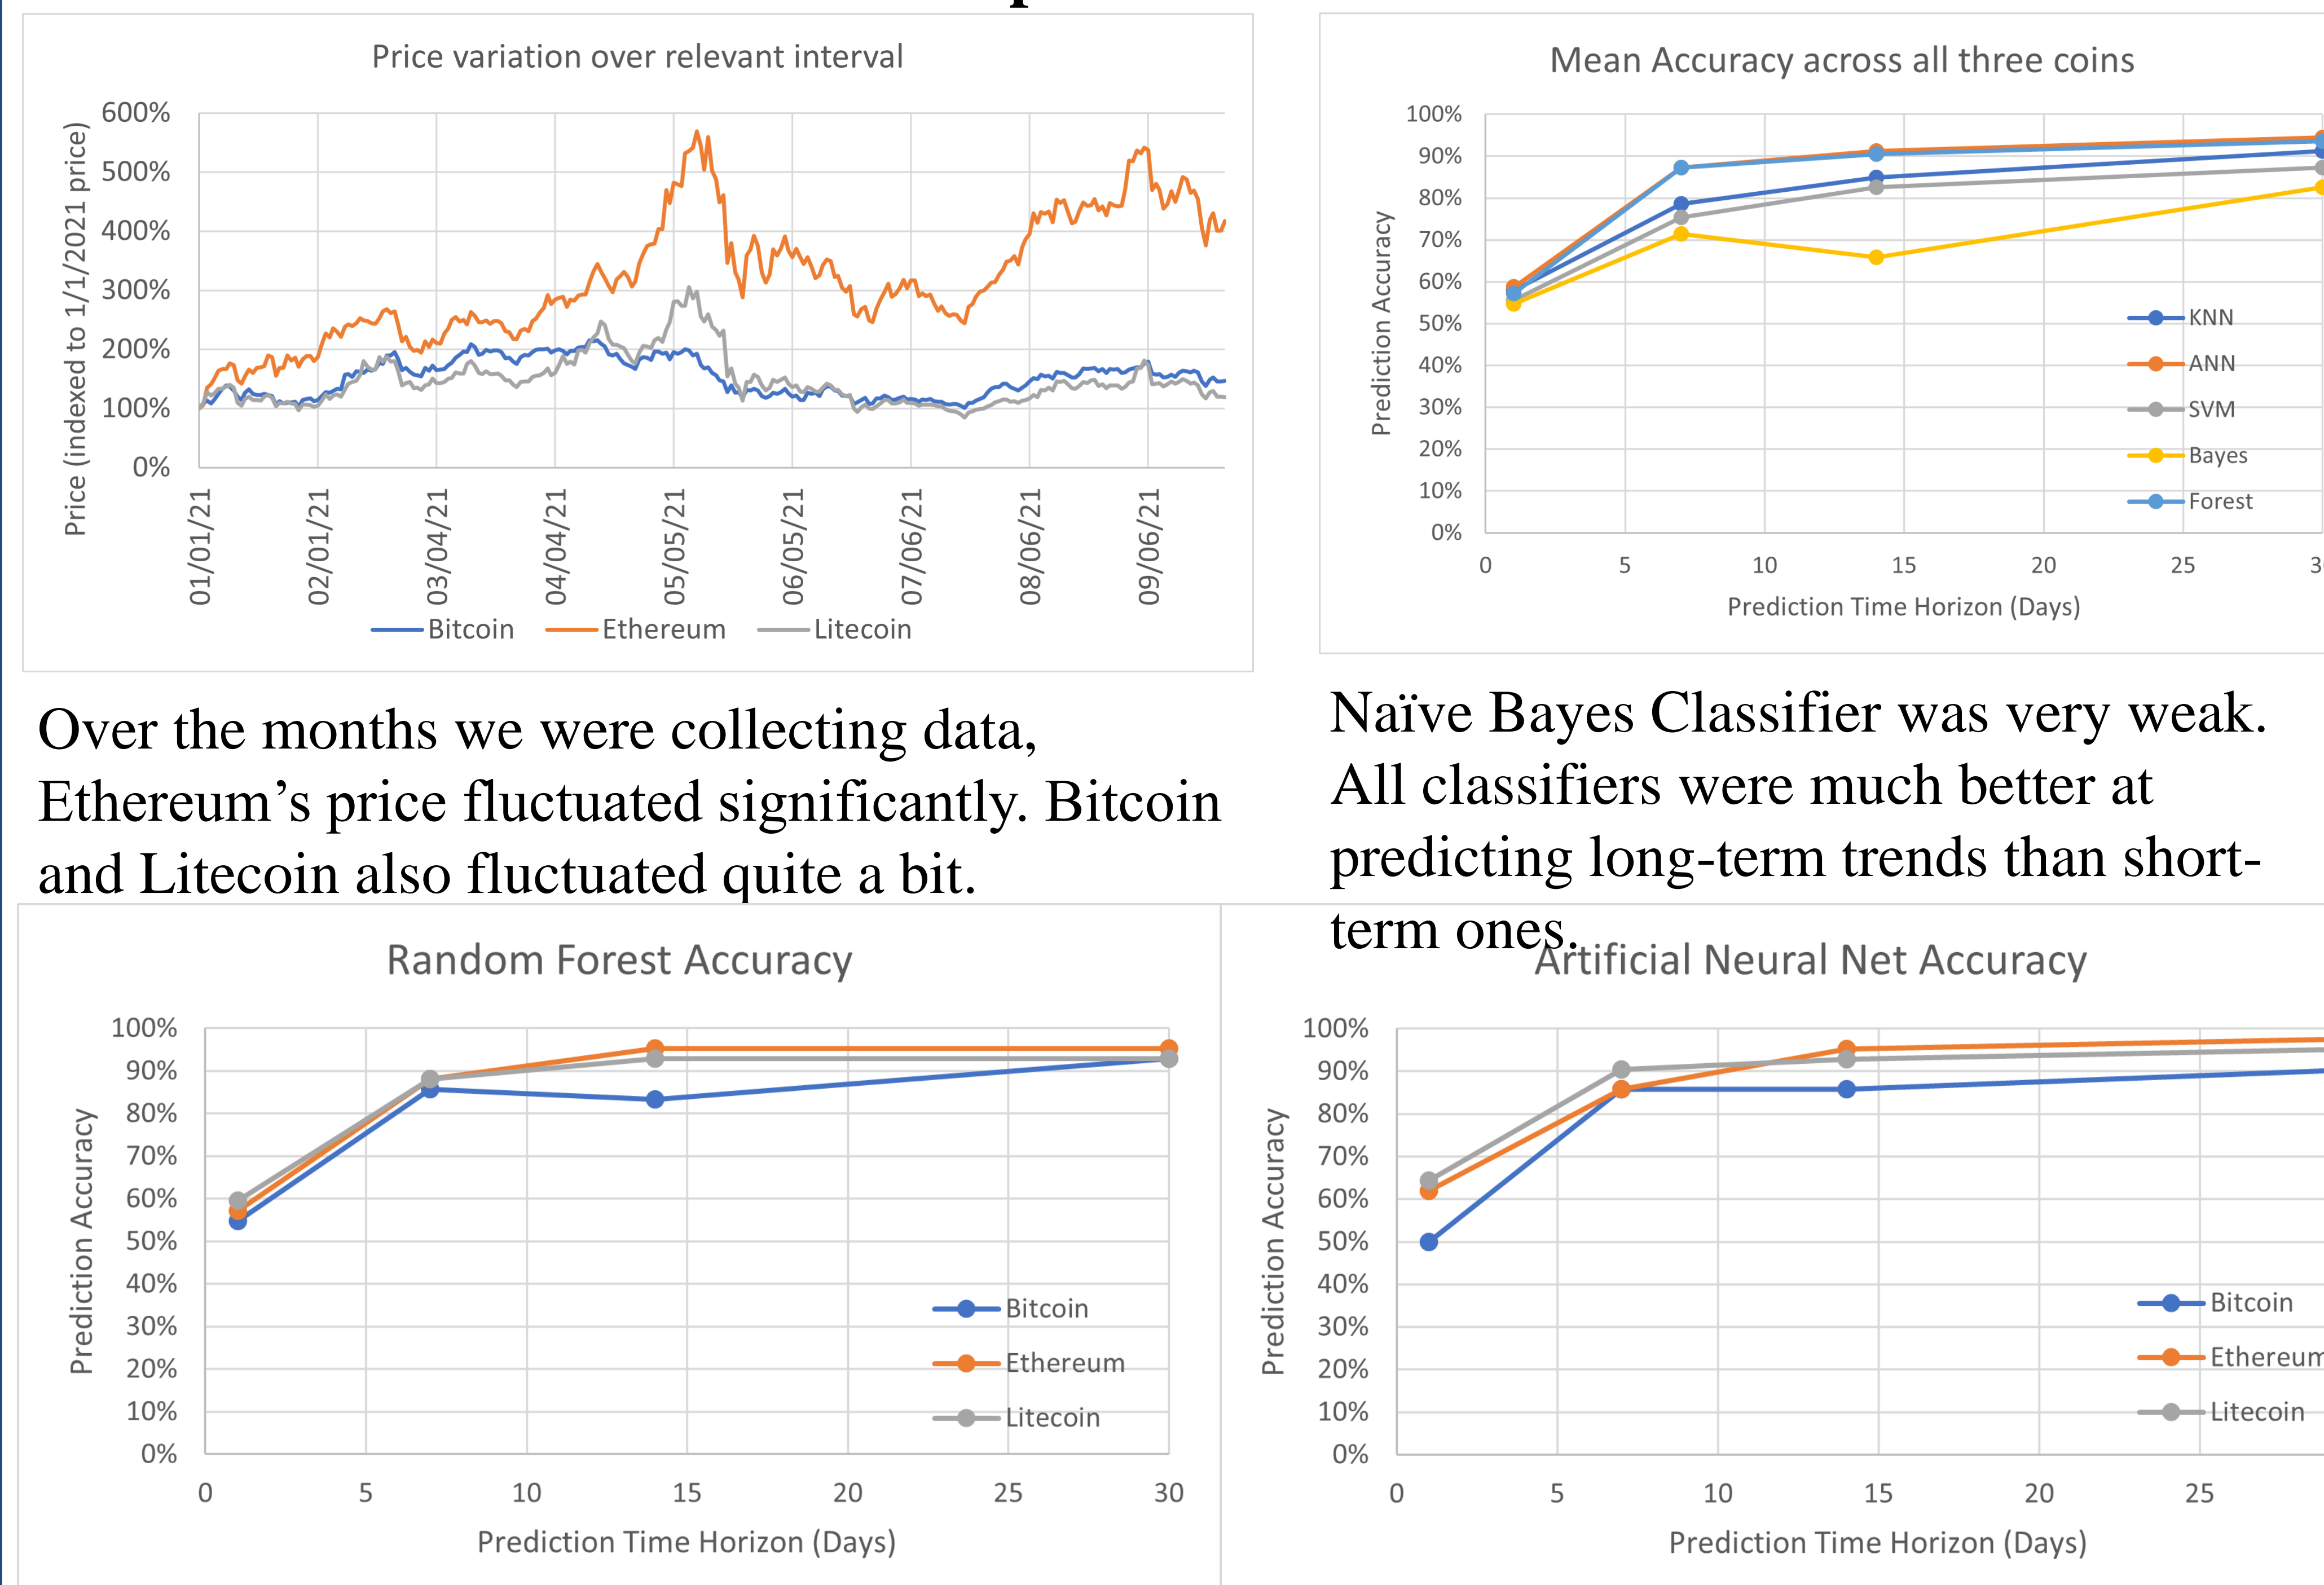 Price variation over relevant interval
Price (indexed to 1/1/2021 price)
600%
500%
400%
300%
200%
100%
0%
01/01/21
02/01/21
03/04/21
04/04/21
05/05/21
06/05/21
07/06/21
08/06/21
09/06/21
Bitcoin
Ethereum
Litecoin
Mean Accuracy across all three coins
Prediction Accuracy
100%
90%
80%
70%
60%
50%
40%
30%
20%
10%
0%
KNN
ANN
SVM
Bayes
Forest
0 5 10 15 20 25 3
Prediction Time Horizon (Days)
Over the months we were collecting data,
Ethereum’s price fluctuated significantly. Bitcoin
and Litecoin also fluctuated quite a bit.
Naïve Bayes Classifier was very weak.
All classifiers were much better at
predicting long-term trends than short-
term ones.
Random Forest Accuracy
Prediction Accuracy
100%
90%
80%
70%
60%
50%
40%
30%
20%
10%
0%
Bitcoin
Ethereum
Litecoin
0 5 10 15 20 25 30
Prediction Time Horizon (Days)
Artificial Neural Net Accuracy
Prediction Accuracy
100%
90%
80%
70%
60%
50%
40%
30%
20%
10%
0%
Bitcoin
Ethereum
Litecoin
0 5 10 15 20 25
Prediction Time Horizon (Days)